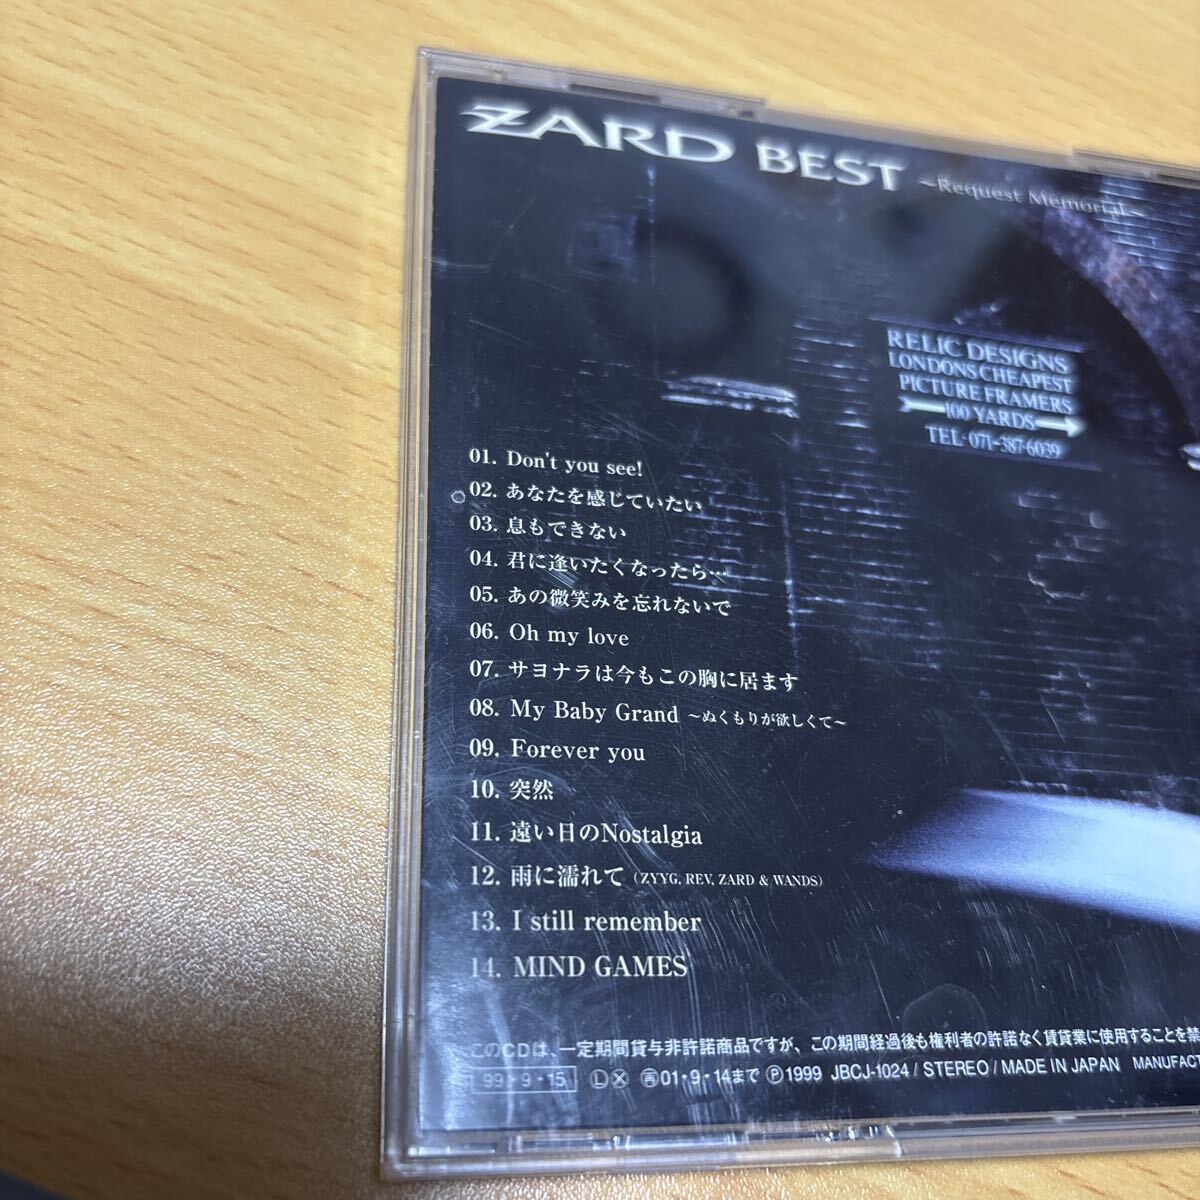 ZARD BEST ~Request Memorial~
RELIC DESIGNS
LONDONS CHEAPEST
PICTURE FRAMERS
100 YARDS
TEL·071-387-6039
01. Don't you see!
02. あなたを感じていたい
03. 息もできない
04. 君に逢いたくなったら…
05. あの微笑みを忘れないで
06. Oh my love
07. サヨナラは今もこの胸に居ます
08. My Baby Grand ～ぬくもりが欲しくて～
09. Forever you
10. 突然
11. 遠い日のNostalgia
12. 雨に濡れて (ZYYG, REV, ZARD & WANDS)
13. I still remember
14. MIND GAMES
このCDは、一定期間貸与非許諾商品ですが、この期間経過後も権利者の許諾なく賃貸業に使用することを禁
99・9・15 Ⓛ Ⓧ ㊢01・9・14まで Ⓟ1999 JBCJ-1024 / STEREO / MADE IN JAPAN MANUFACT